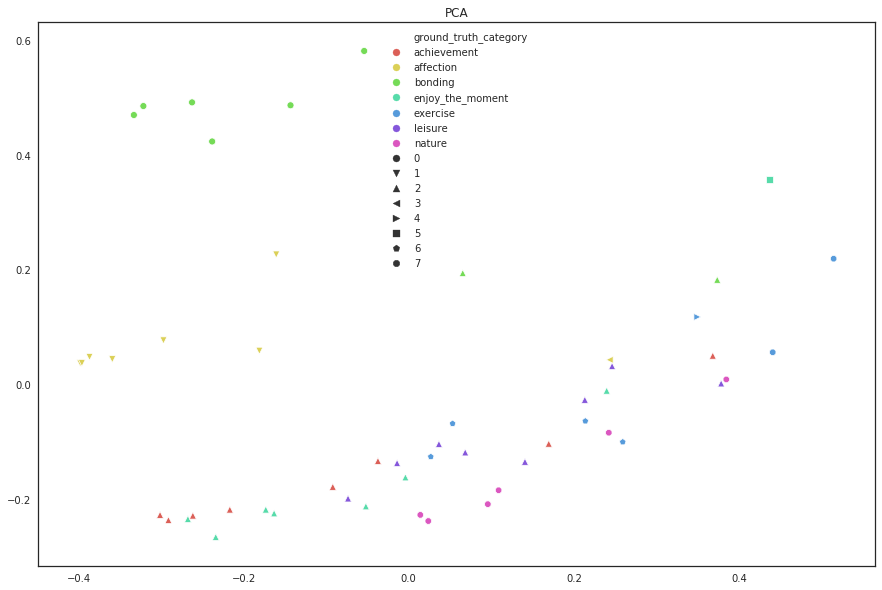 PCA
0.6
0.4
0.2
0.0
−0.2
−0.4
−0.2
0.0
0.2
0.4
ground_truth_category
achievement
affection
bonding
enjoy_the_moment
exercise
leisure
nature
0
1
2
3
4
5
6
7